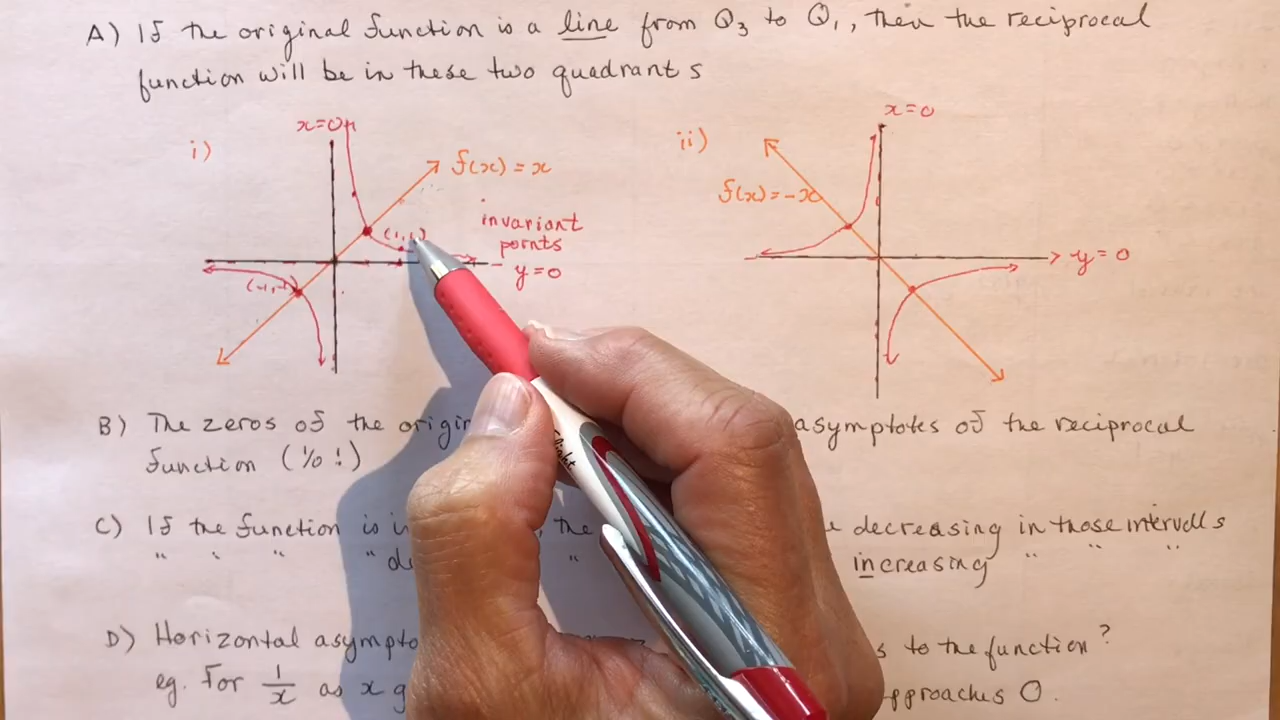 A) If the original function is a line from Q3 to Q1, then the reciprocal
function will be in these two quadrants
x=0
i)
f(x) = x
(1,1)
invariant
points
y=0
(-1,-1)
ii)
x=0
f(x)=-x
y=0
B) The zeros of the asymptotes of the reciprocal
function (1/0!)
C) If the function is the decreasing in those intervals
" " " " " increasing " " "
D) Horizontal s to the function?
eg. For 1/x as x pproaches 0.
Flight